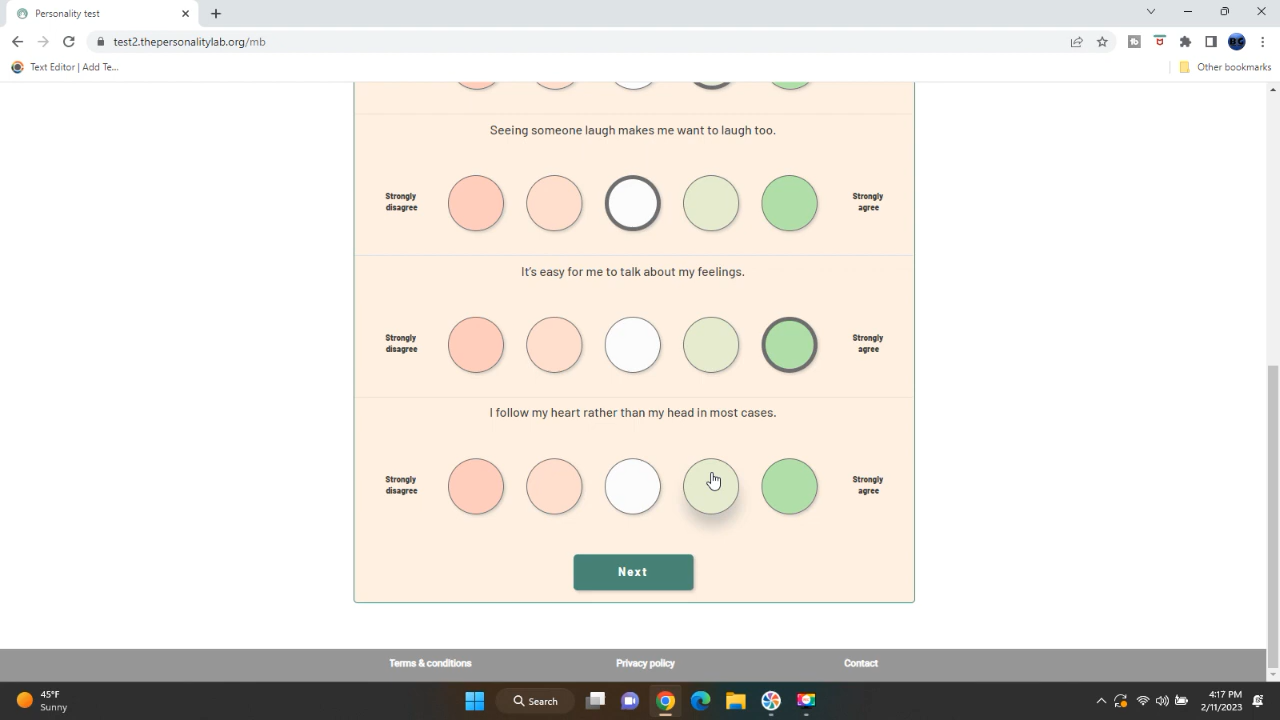 Personality test
test2.thepersonalitylab.org/mb
Text Editor | Add Te...
Other bookmarks
Seeing someone laugh makes me want to laugh too.
Strongly
disagree
Strongly
agree
It's easy for me to talk about my feelings.
Strongly
disagree
Strongly
agree
I follow my heart rather than my head in most cases.
Strongly
disagree
Strongly
agree
Next
Terms & conditions
Privacy policy
Contact
45°F
Sunny
Search
4:17 PM
2/11/2023